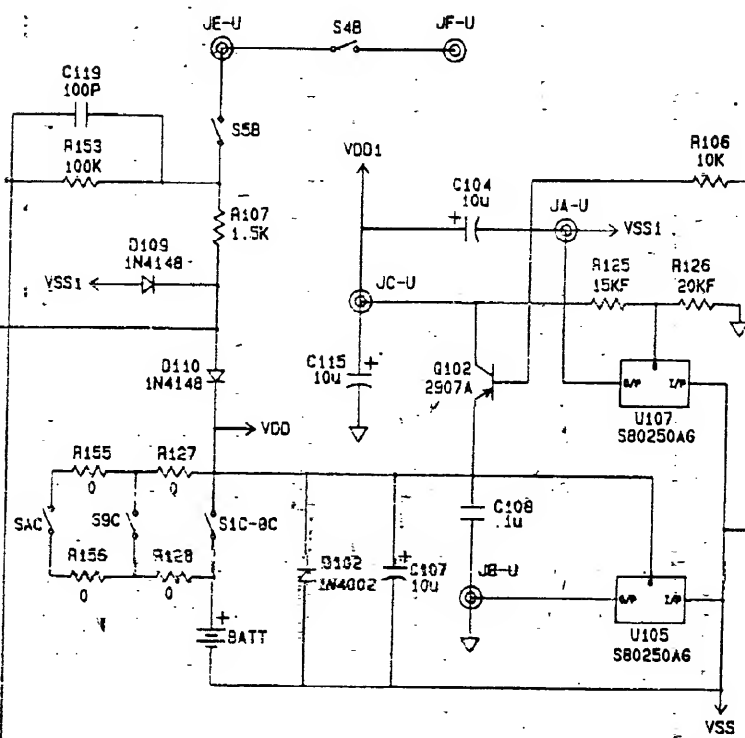 JE-U
S4B
JF-U
C119
100P
S5B
R153
100K
VDD1
R106
10K
C104
10u
JA-U
+
R107
1.5K
VSS1
D109
1N4148
VSS1
JC-U
R125
15KF
R126
20KF
D110
1N4148
C115
10u
+
Q102
2907A
O/P
I/P
U107
S80250AG
VDD
R155
0
R127
0
SAC
S9C
S1C-8C
C108
.1u
R156
0
R128
0
D102
1N4002
+
C107
10u
JB-U
O/P
I/P
U105
S80250AG
+
BATT
VSS